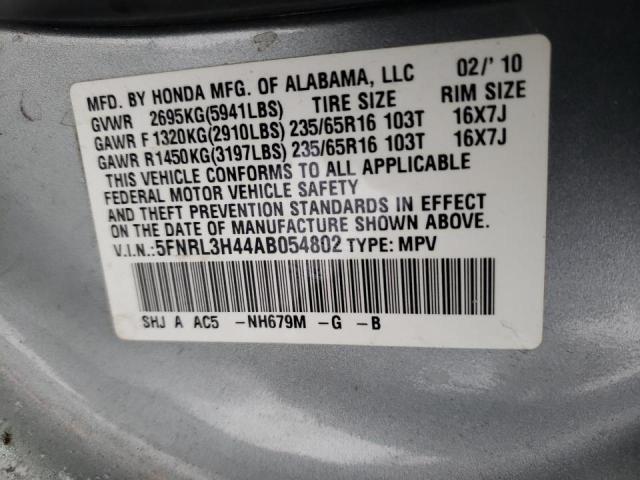 MFD. BY HONDA MFG. OF ALABAMA, LLC 02/' 10
GVWR 2695KG(5941LBS) TIRE SIZE RIM SIZE
GAWR F 1320KG(2910LBS) 235/65R16 103T 16X7J
GAWR R1450KG(3197LBS) 235/65R16 103T 16X7J
THIS VEHICLE CONFORMS TO ALL APPLICABLE
FEDERAL MOTOR VEHICLE SAFETY
AND THEFT PREVENTION STANDARDS IN EFFECT
ON THE DATE OF MANUFACTURE SHOWN ABOVE.
V.I.N.: 5FNRL3H44AB054802 TYPE: MPV
SHJ A AC5 -NH679M -G -B